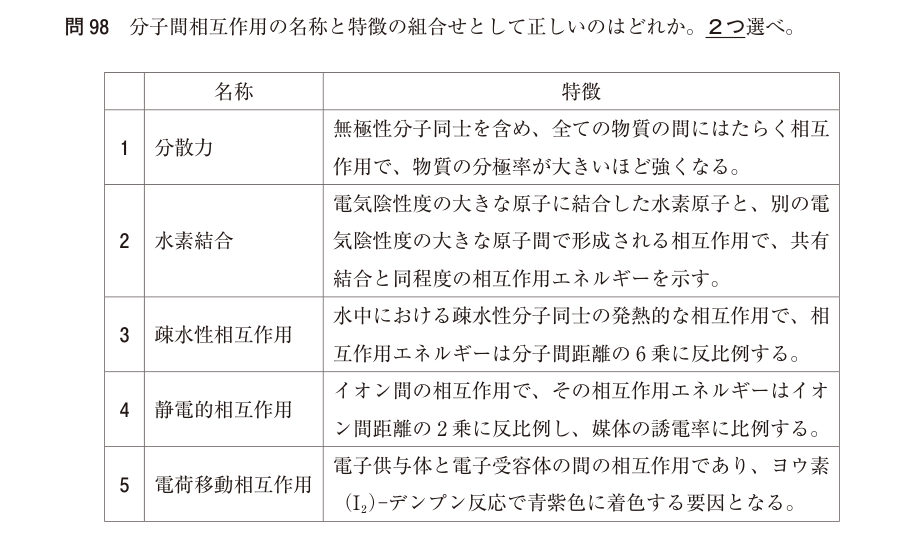 問 98　分子間相互作用の名称と特徴の組合せとして正しいのはどれか。２つ選べ。
名称　特徴
1　分散力　無極性分子同士を含め、全ての物質の間にはたらく相互
作用で、物質の分極率が大きいほど強くなる。
2　水素結合　電気陰性度の大きな原子に結合した水素原子と、別の電
気陰性度の大きな原子間で形成される相互作用で、共有
結合と同程度の相互作用エネルギーを示す。
3　疎水性相互作用　水中における疎水性分子同士の発熱的な相互作用で、相
互作用エネルギーは分子間距離の６乗に反比例する。
4　静電的相互作用　イオン間の相互作用で、その相互作用エネルギーはイオ
ン間距離の２乗に反比例し、媒体の誘電率に比例する。
5　電荷移動相互作用　電子供与体と電子受容体の間の相互作用であり、ヨウ素
（I₂）-デンプン反応で青紫色に着色する要因となる。